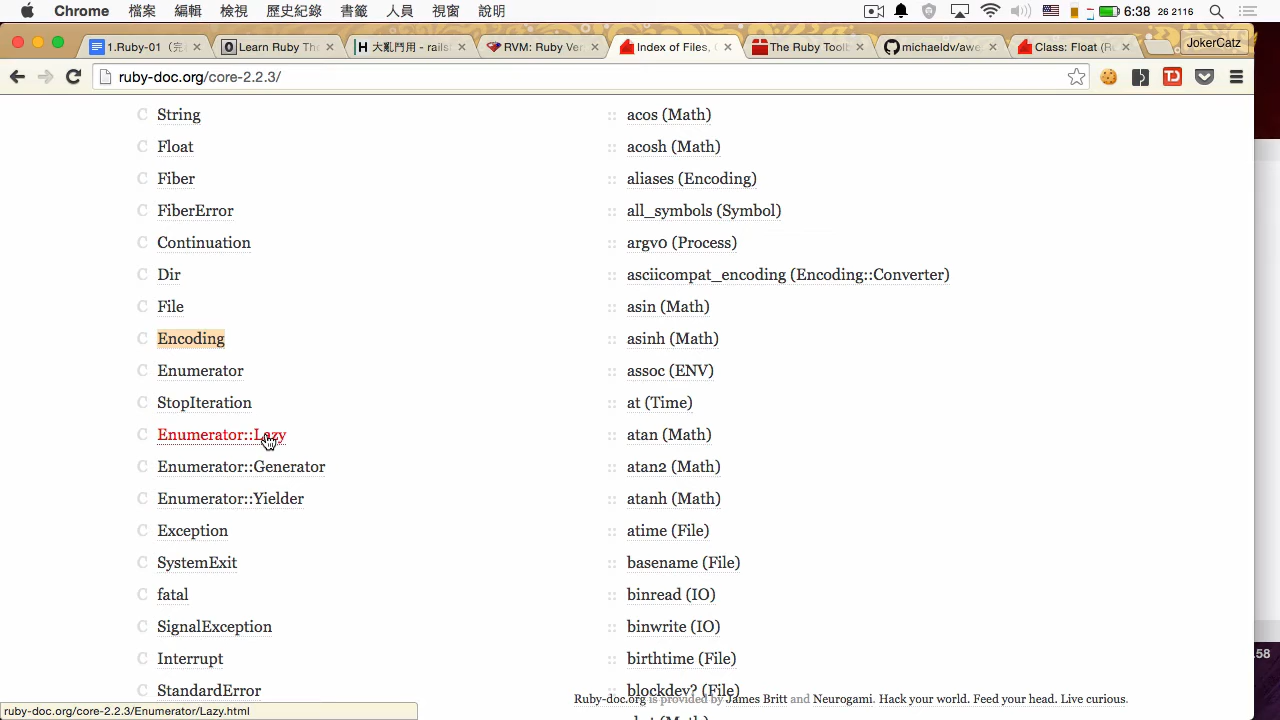 Chrome 檔案 編輯 檢視 歷史紀錄 書籤 人員 視窗 說明 6:38 26 2116
1.Ruby-01 (完 Learn Ruby Th 大亂鬥用 - rails RVM: Ruby Ver Index of Files, C The Ruby Toolb michaeldv/awe Class: Float (Ru JokerCatz
ruby-doc.org/core-2.2.3/
C String
C Float
C Fiber
C FiberError
C Continuation
C Dir
C File
C Encoding
C Enumerator
C StopIteration
C Enumerator::Lazy
C Enumerator::Generator
C Enumerator::Yielder
C Exception
C SystemExit
C fatal
C SignalException
C Interrupt
C StandardError
:: acos (Math)
:: acosh (Math)
:: aliases (Encoding)
:: all_symbols (Symbol)
:: argv0 (Process)
:: asciicompat_encoding (Encoding::Converter)
:: asin (Math)
:: asinh (Math)
:: assoc (ENV)
:: at (Time)
:: atan (Math)
:: atan2 (Math)
:: atanh (Math)
:: atime (File)
:: basename (File)
:: binread (IO)
:: binwrite (IO)
:: birthtime (File)
:: blockdev? (File)
Ruby-doc.org is provided by James Britt and Neurogami. Hack your world. Feed your head. Live curious.
ruby-doc.org/core-2.2.3/Enumerator/Lazy.html
.58